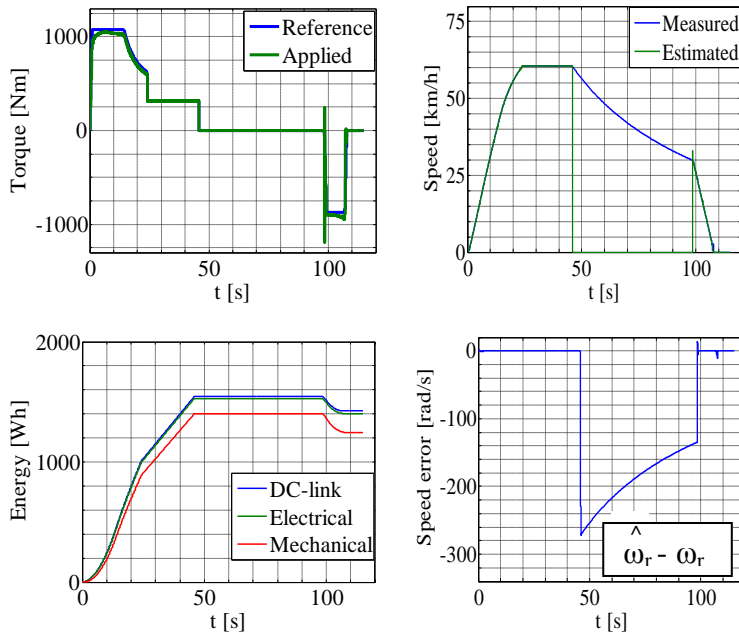 1000
0
-1000
Torque [Nm]
Reference
Applied
0
50
100
t [s]
75
50
25
0
Speed [km/h]
Measured
Estimated
0
50
100
t [s]
2000
1000
0
Energy [Wh]
DC-link
Electrical
Mechanical
0
50
100
t [s]
0
-100
-200
-300
Speed error [rad/s]
ω̂r - ωr
0
50
100
t [s]